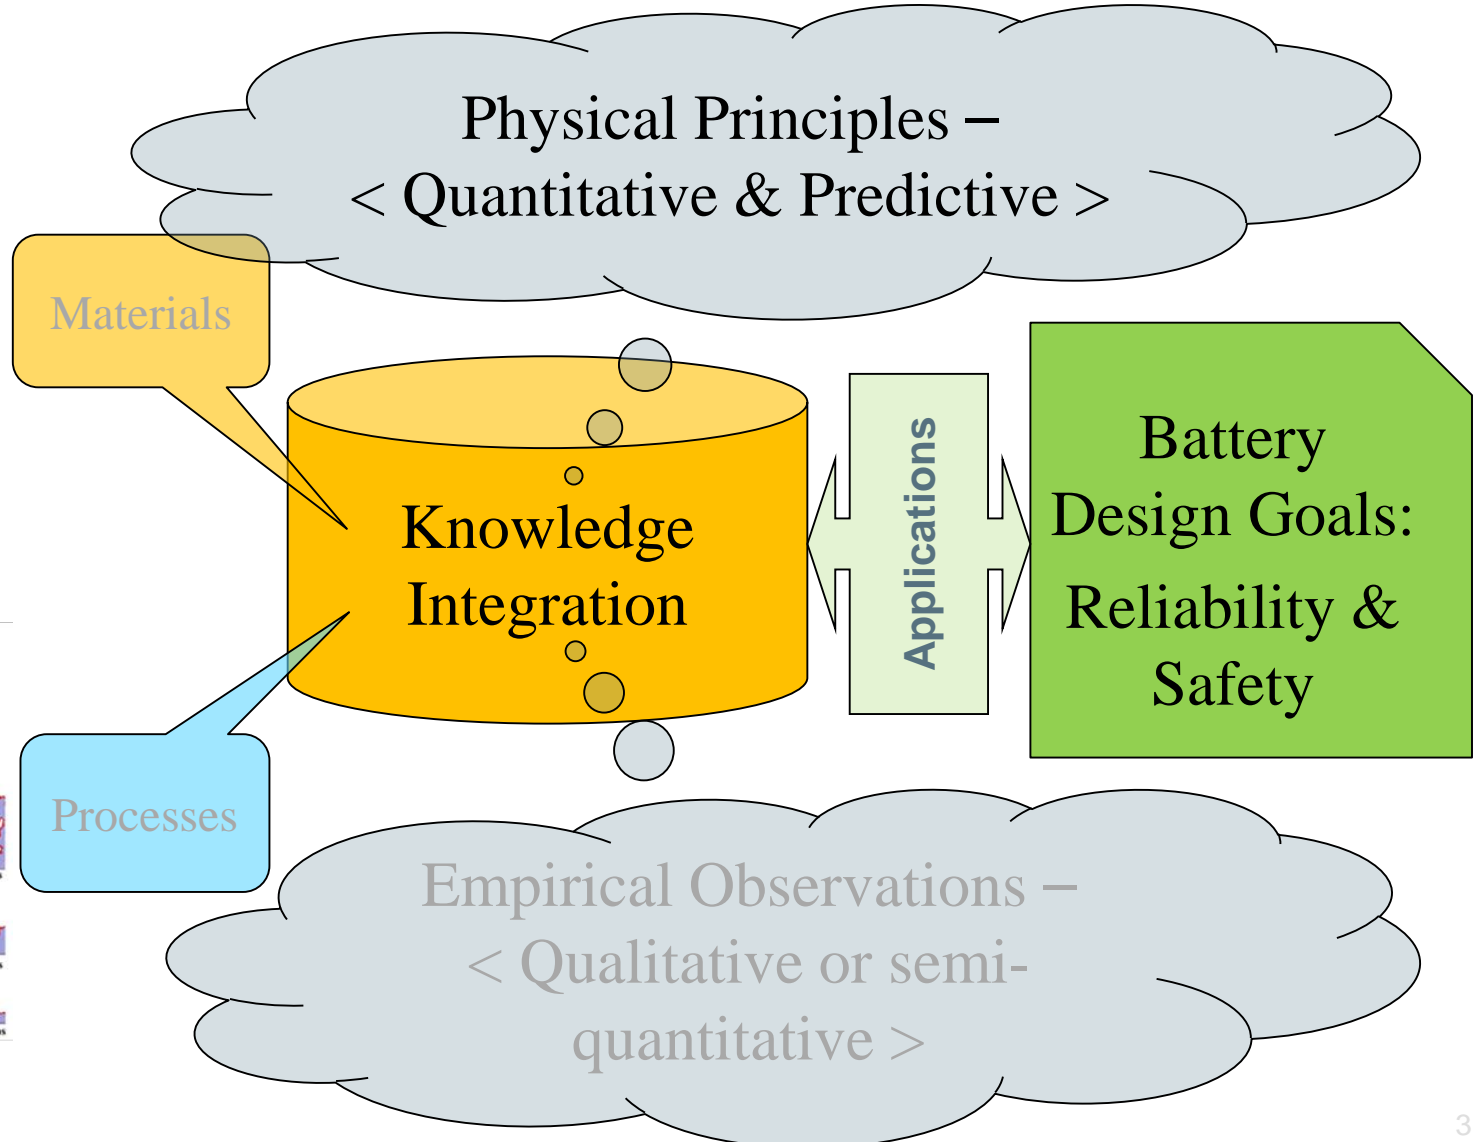 Physical Principles –
< Quantitative & Predictive >
Materials
Knowledge
Integration
Applications
Battery
Design Goals:
Reliability &
Safety
Processes
Empirical Observations –
< Qualitative or semi-
quantitative >
3